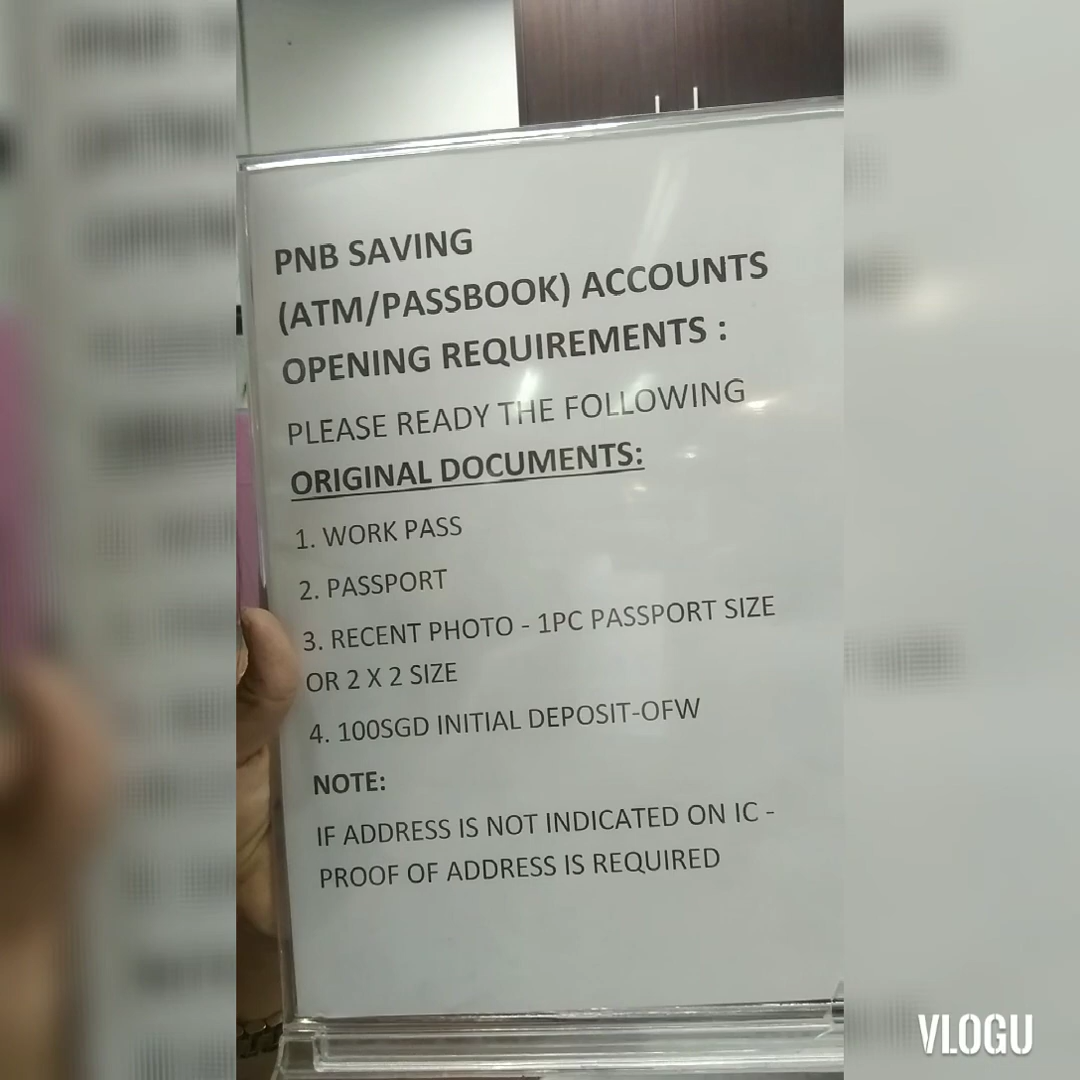 PNB SAVING
(ATM/PASSBOOK) ACCOUNTS
OPENING REQUIREMENTS :
PLEASE READY THE FOLLOWING
ORIGINAL DOCUMENTS:
1. WORK PASS
2. PASSPORT
3. RECENT PHOTO - 1PC PASSPORT SIZE
OR 2 X 2 SIZE
4. 100SGD INITIAL DEPOSIT-OFW
NOTE:
IF ADDRESS IS NOT INDICATED ON IC -
PROOF OF ADDRESS IS REQUIRED
VLOGU